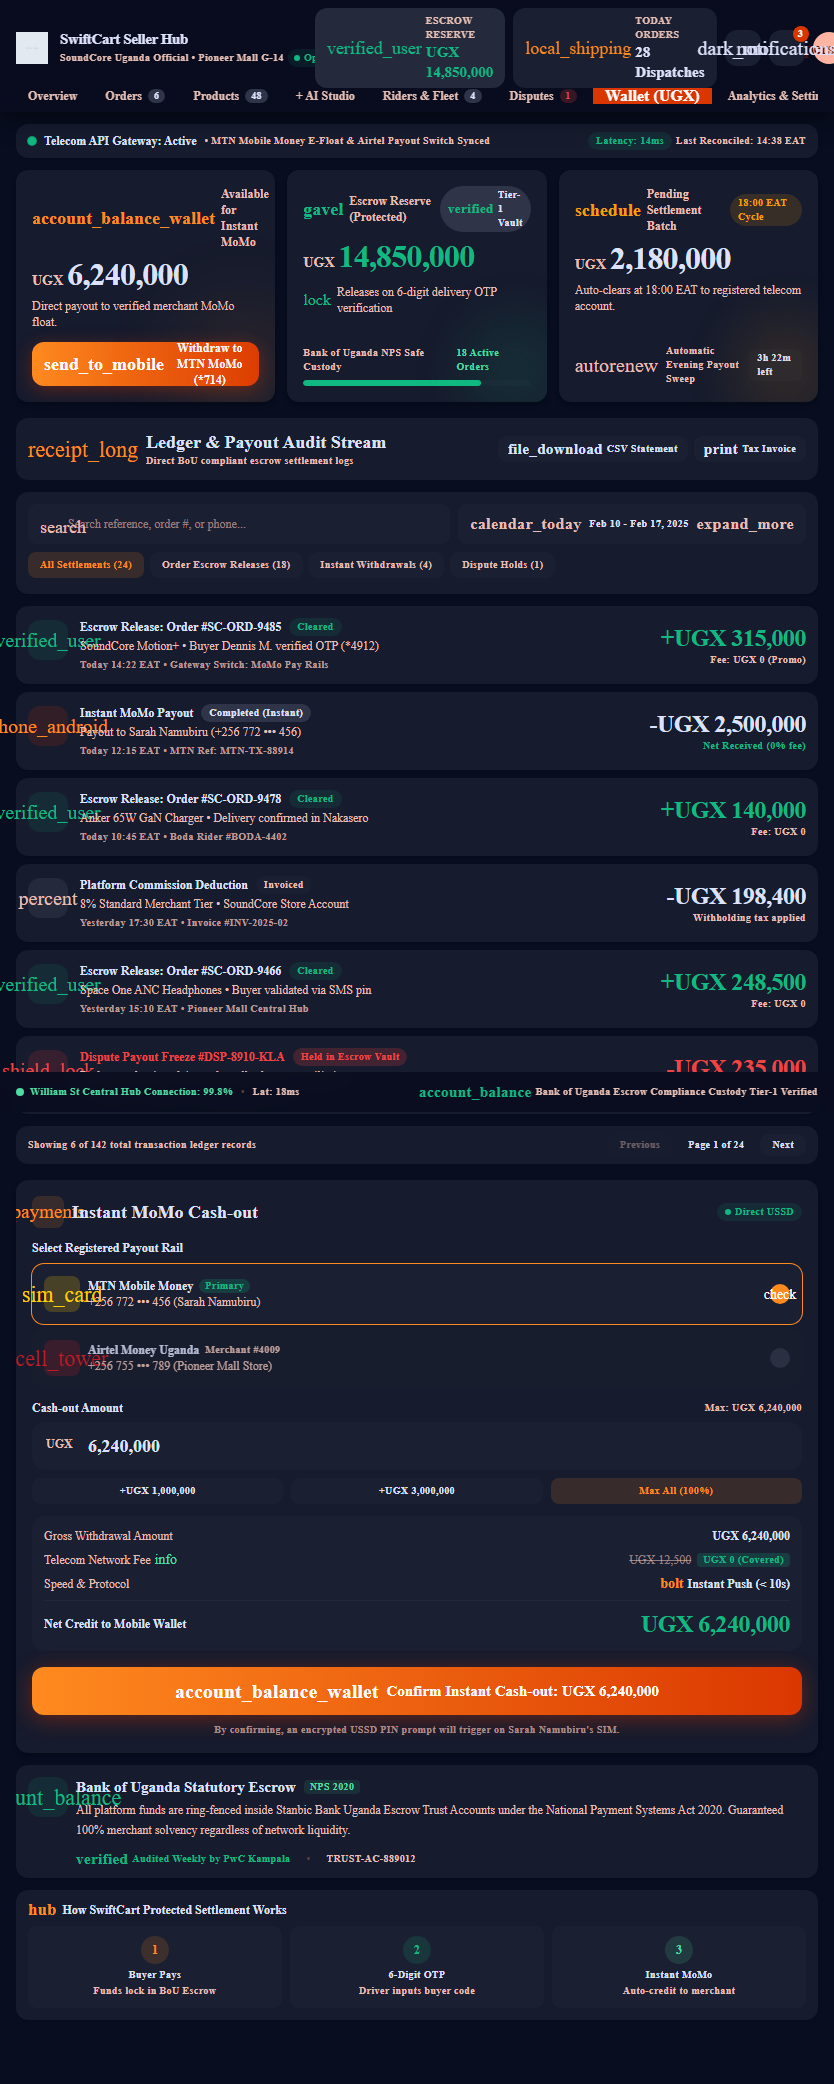 SwiftCart Seller Hub
SoundCore Uganda Official • Pioneer Mall G-14
verified_user
ESCROW RESERVE
UGX 14,850,000
local_shipping
TODAY ORDERS
28 Dispatches
dark_mode
notifications
3
Overview
Orders 6
Products 48
+ AI Studio
Riders & Fleet 4
Disputes 1
Wallet (UGX)
Analytics &
Telecom API Gateway: Active • MTN Mobile Money E-Float & Airtel Payout Switch Synced
Latency: 14ms Last Reconciled: 14:38 EAT
account_balance_wallet
Available for Instant MoMo
UGX 6,240,000
Direct payout to verified merchant MoMo float.
send_to_mobile
Withdraw to MTN MoMo (*714)
gavel
Escrow Reserve (Protected)
verified
Tier-1 Vault
UGX 14,850,000
lock
Releases on 6-digit delivery OTP verification
Bank of Uganda NPS Safe Custody
18 Active Orders
schedule
Pending Settlement Batch
18:00 EAT Cycle
UGX 2,180,000
Auto-clears at 18:00 EAT to registered telecom account.
autorenew
Automatic Evening Payout Sweep
3h 22m left
receipt_long
Ledger & Payout Audit Stream
Direct BoU compliant escrow settlement logs
file_download CSV Statement
print Tax Invoice
search
Search reference, order #, or phone...
calendar_today Feb 10 - Feb 17, 2025 expand_more
All Settlements (24)
Order Escrow Releases (18)
Instant Withdrawals (4)
Dispute Holds (1)
verified_user
Escrow Release: Order #SC-ORD-9485 Cleared
SoundCore Motion+ • Buyer Dennis M. verified OTP (*4912)
Today 14:22 EAT • Gateway Switch: MoMo Pay Rails
+UGX 315,000
Fee: UGX 0 (Promo)
hone_android
Instant MoMo Payout Completed (Instant)
Payout to Sarah Namubiru (+256 772 ••• 456)
Today 12:15 EAT • MTN Ref: MTN-TX-88914
-UGX 2,500,000
Net Received (0% fee)
verified_user
Escrow Release: Order #SC-ORD-9478 Cleared
Anker 65W GaN Charger • Delivery confirmed in Nakasero
Today 10:45 EAT • Boda Rider #BODA-4402
+UGX 140,000
Fee: UGX 0
percent
Platform Commission Deduction Invoiced
8% Standard Merchant Tier • SoundCore Store Account
Yesterday 17:30 EAT • Invoice #INV-2025-02
-UGX 198,400
Withholding tax applied
verified_user
Escrow Release: Order #SC-ORD-9466 Cleared
Space One ANC Headphones • Buyer validated via SMS pin
Yesterday 15:10 EAT • Pioneer Mall Central Hub
+UGX 248,500
Fee: UGX 0
shield_lock
Dispute Payout Freeze #DSP-8910-KLA Held in Escrow Vault
-UGX 235,000
William St Central Hub Connection: 99.8% • Lat: 18ms
account_balance Bank of Uganda Escrow Compliance Custody Tier-1 Verified
Showing 6 of 142 total transaction ledger records
Previous
Page 1 of 24
Next
payments
Instant MoMo Cash-out
Direct USSD
Select Registered Payout Rail
sim_card
MTN Mobile Money Primary
+256 772 ••• 456 (Sarah Namubiru)
check
cell_tower
Airtel Money Uganda Merchant #4009
+256 755 ••• 789 (Pioneer Mall Store)
Cash-out Amount
Max: UGX 6,240,000
UGX 6,240,000
+UGX 1,000,000
+UGX 3,000,000
Max All (100%)
Gross Withdrawal Amount
UGX 6,240,000
Telecom Network Fee info
UGX 12,500 UGX 0 (Covered)
Speed & Protocol
bolt Instant Push (< 10s)
Net Credit to Mobile Wallet
UGX 6,240,000
account_balance_wallet Confirm Instant Cash-out: UGX 6,240,000
By confirming, an encrypted USSD PIN prompt will trigger on Sarah Namubiru's SIM.
unt_balance
Bank of Uganda Statutory Escrow NPS 2020
All platform funds are ring-fenced inside Stanbic Bank Uganda Escrow Trust Accounts under the National Payment Systems Act 2020. Guaranteed
100% merchant solvency regardless of network liquidity.
verified Audited Weekly by PwC Kampala • TRUST-AC-889012
hub How SwiftCart Protected Settlement Works
1
Buyer Pays
Funds lock in BoU Escrow
2
6-Digit OTP
Driver inputs buyer code
3
Instant MoMo
Auto-credit to merchant